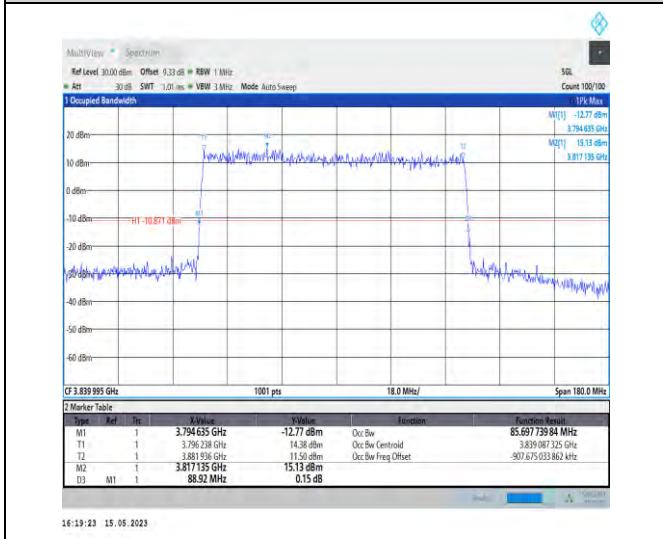 MultiView Spectrum
Ref Level 30.00 dBm Offset 9.33 dB RBW 1 MHz SGL
Att 30 dB SWT 1.01 ms VBW 3 MHz Mode Auto Sweep Count 100/100
1 Occupied Bandwidth 1Pk Max
M1[1] -12.77 dBm
3.794 635 GHz
20 dBm M2[1] 15.13 dBm
3.817 135 GHz
T1 M2 T2
10 dBm
0 dBm
M1
-10 dBm H1 -10.871 dBm
-20 dBm
-30 dBm
-40 dBm
-50 dBm
-60 dBm
CF 3.839 995 GHz 1001 pts 18.0 MHz/ Span 180.0 MHz
2 Marker Table
Type Ref Trc X-Value Y-Value Function Function Result
M1 1 3.794 635 GHz -12.77 dBm Occ Bw 85.697 739 84 MHz
T1 1 3.796 238 GHz 14.38 dBm Occ Bw Centroid 3.839 087 325 GHz
T2 1 3.881 936 GHz 11.50 dBm Occ Bw Freq Offset -907.675 033 862 kHz
M2 1 3.817 135 GHz 15.13 dBm
D3 M1 1 88.92 MHz 0.15 dB
16:19:23 15.05.2023